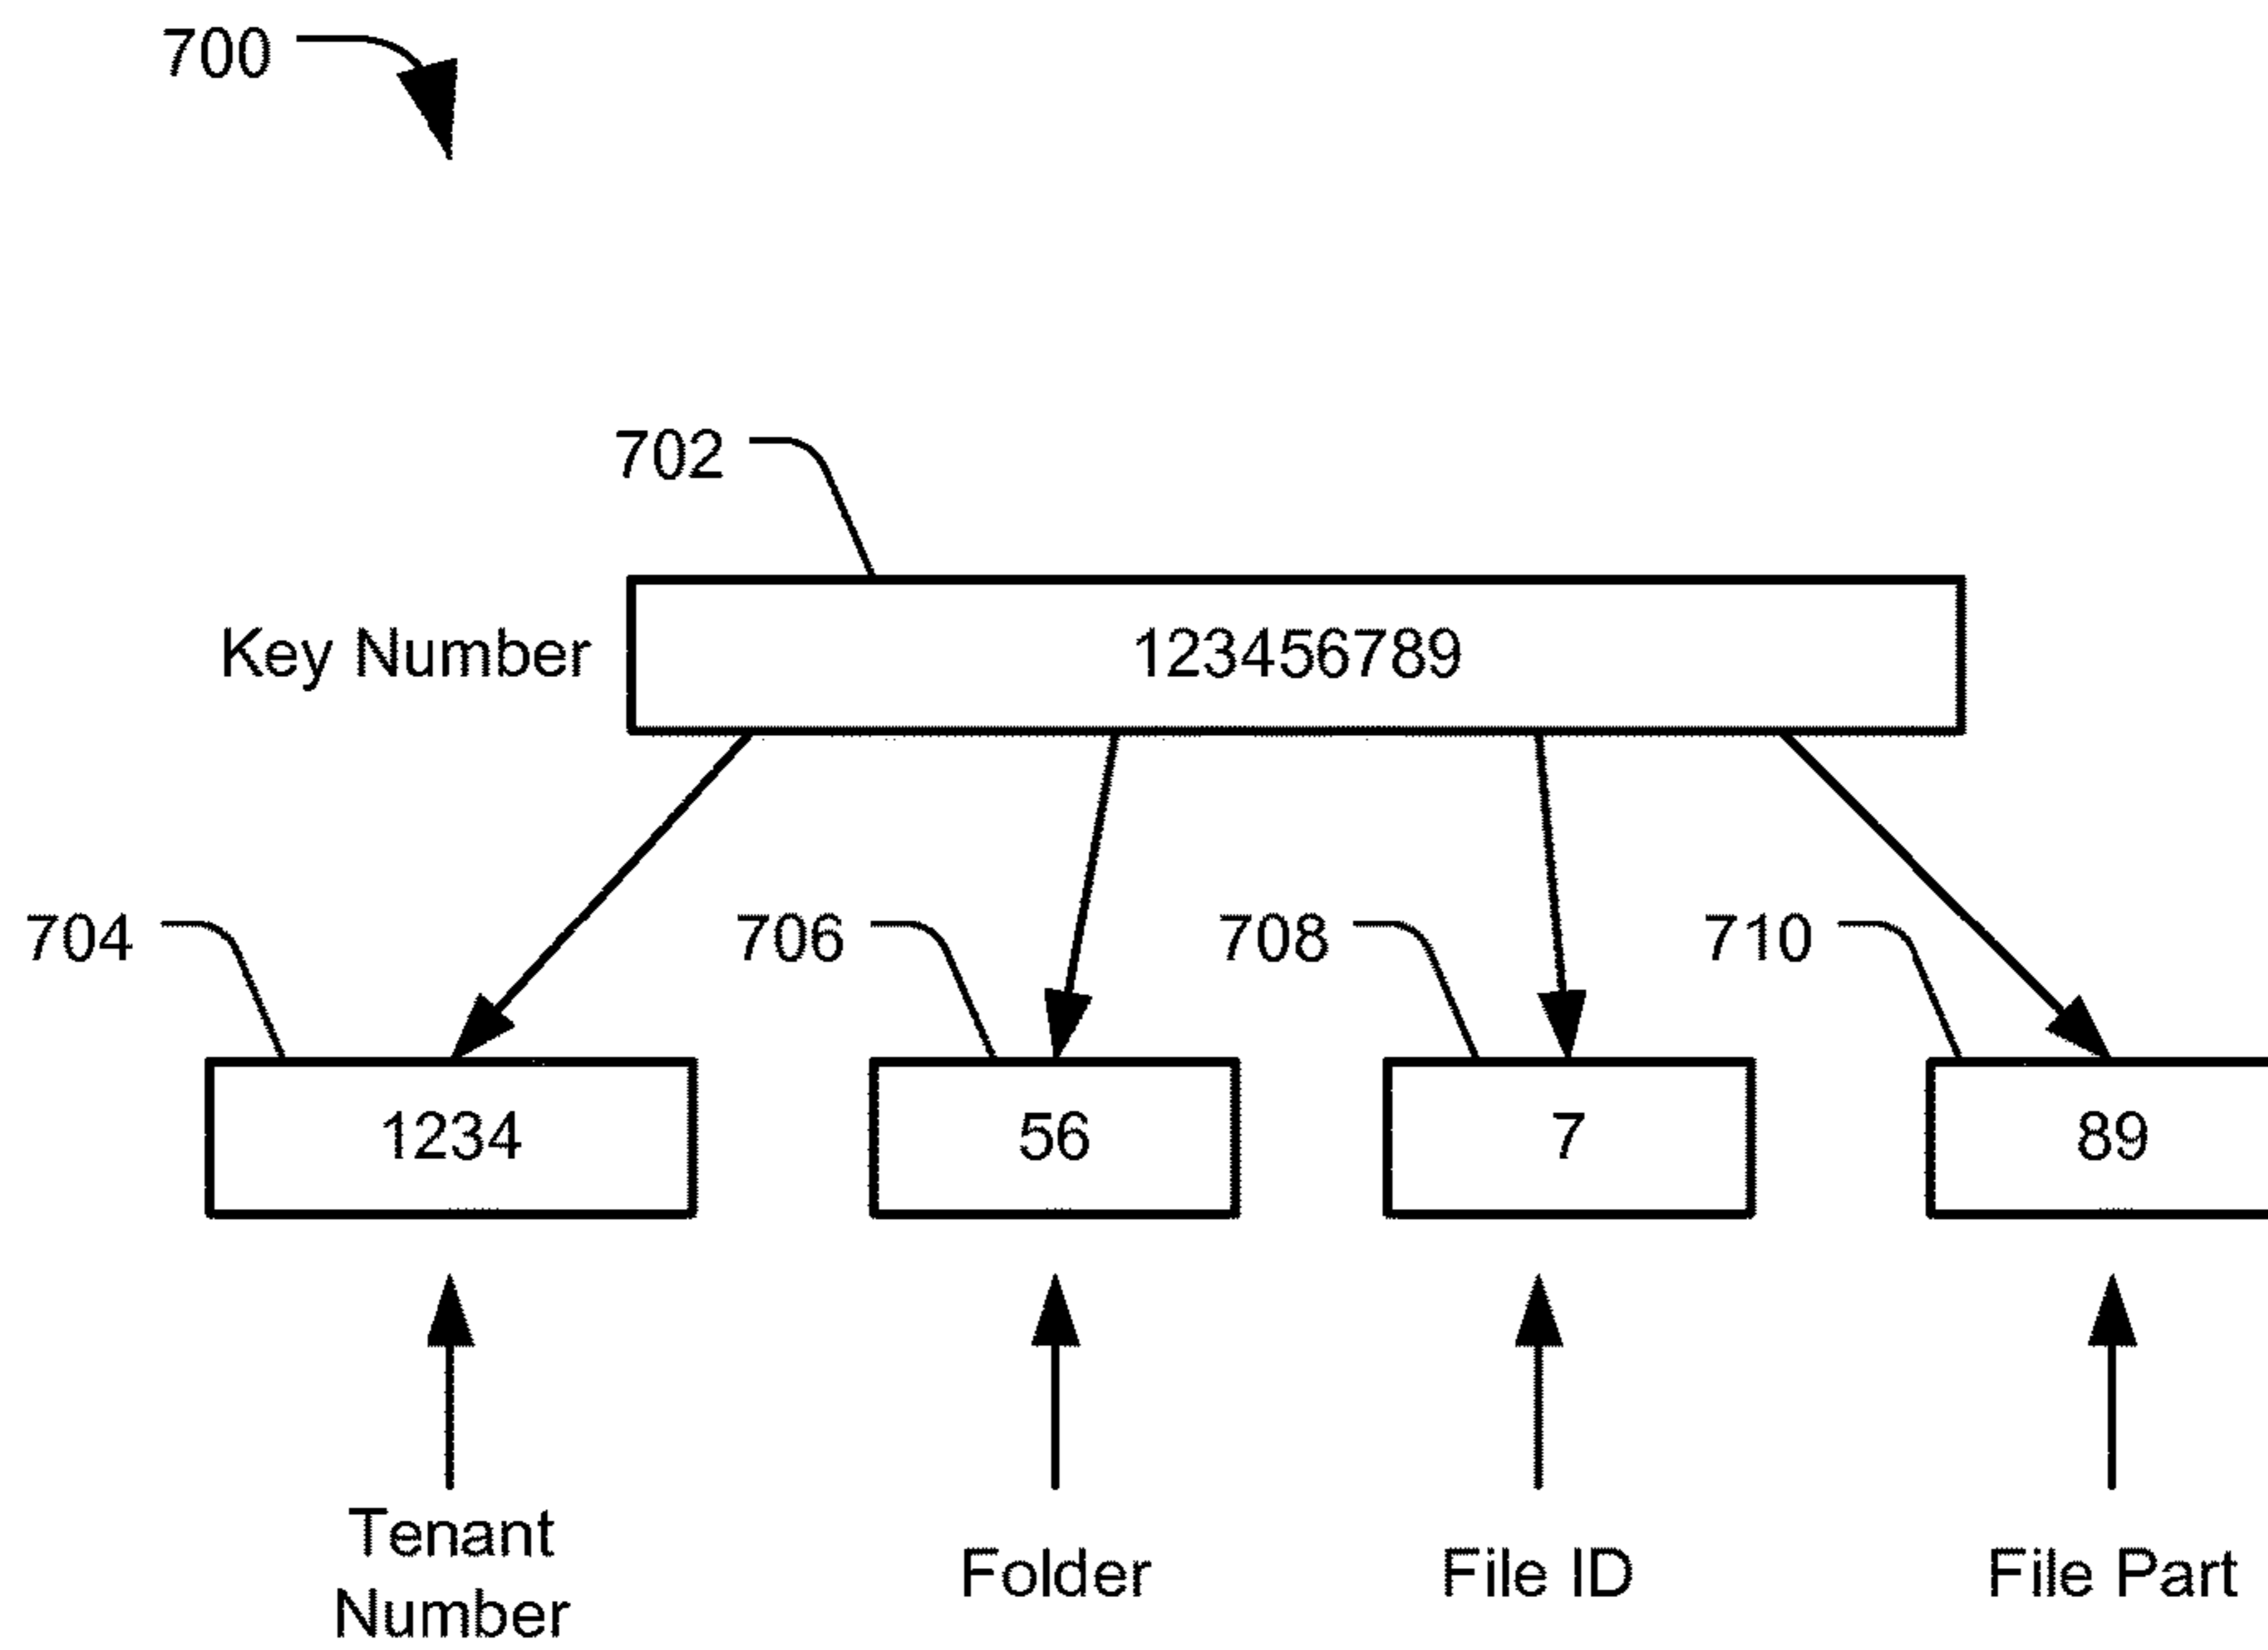 700
702
Key Number 123456789
704 706 708 710
1234 56 7 89
Tenant
Number
Folder
File ID
File Part